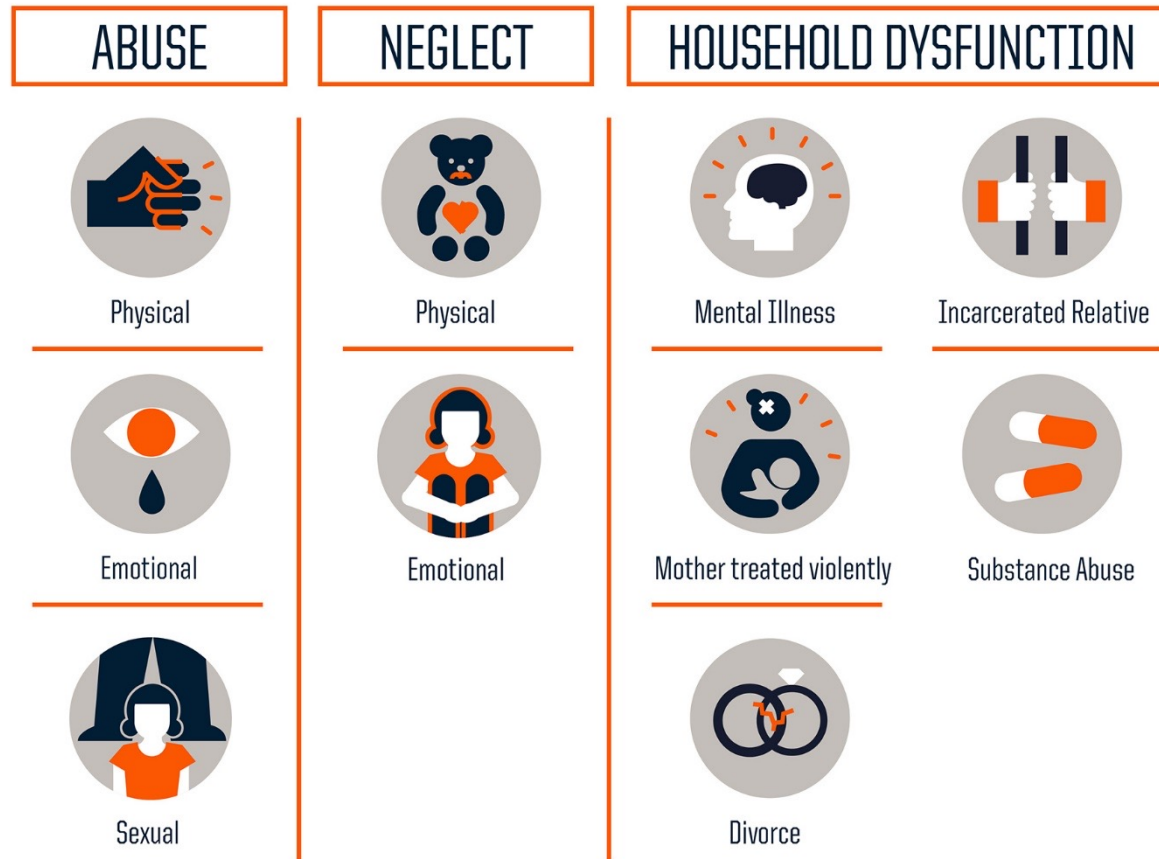 ABUSE
Physical
Emotional
Sexual
NEGLECT
Physical
Emotional
HOUSEHOLD DYSFUNCTION
Mental Illness
Incarcerated Relative
Mother treated violently
Substance Abuse
Divorce